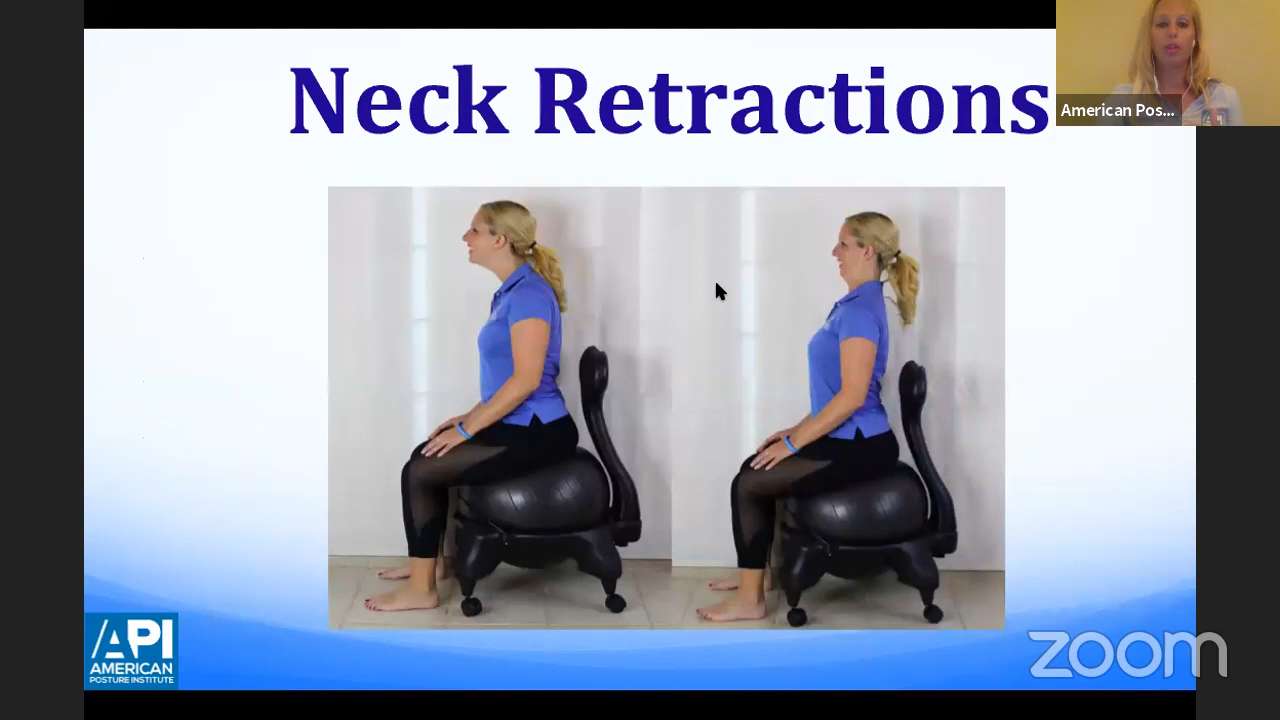 Neck Retractions
American Pos...
API
AMERICAN
POSTURE INSTITUTE
zoom